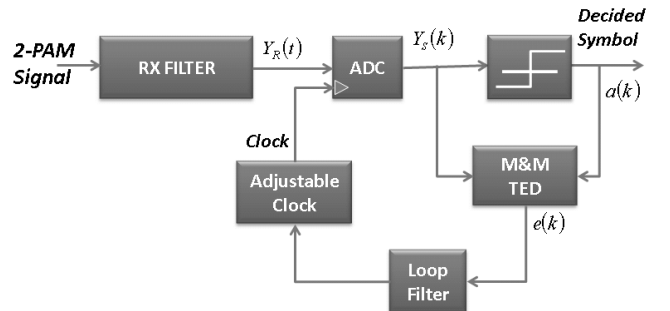 Decided
Symbol
2-PAM
Signal
RX FILTER
Y_R(t)
ADC
Y_S(k)
a(k)
Clock
Adjustable
Clock
M&M
TED
e(k)
Loop
Filter